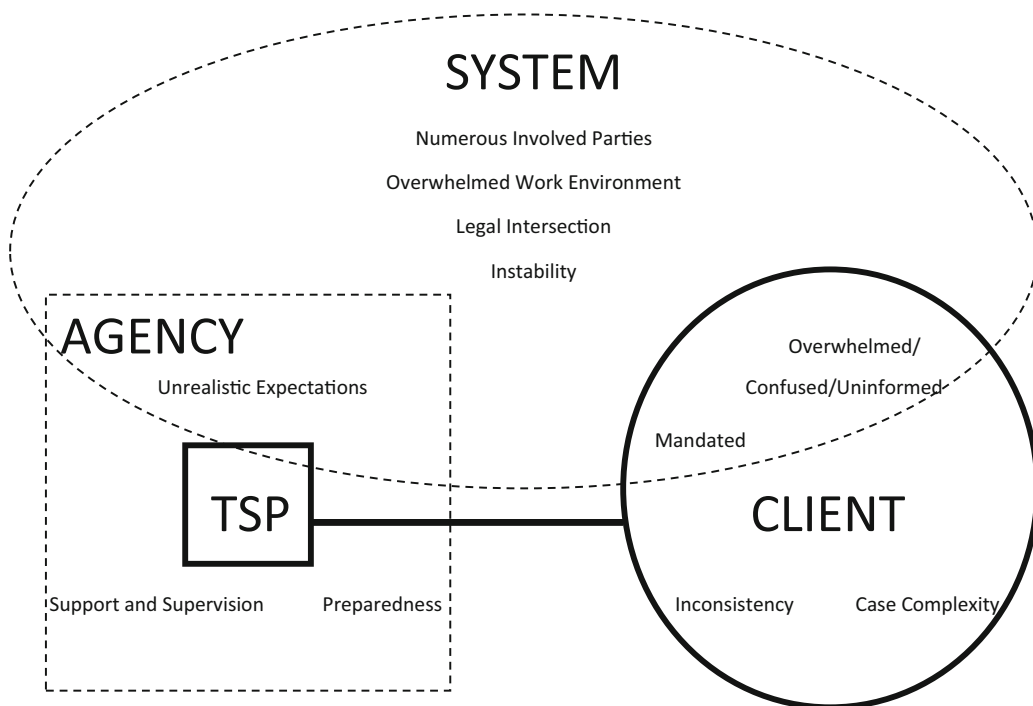 SYSTEM
Numerous Involved Parties
Overwhelmed Work Environment
Legal Intersection
Instability
AGENCY
Unrealistic Expectations
TSP
Support and Supervision
Preparedness
Overwhelmed/
Confused/Uninformed
Mandated
CLIENT
Inconsistency
Case Complexity